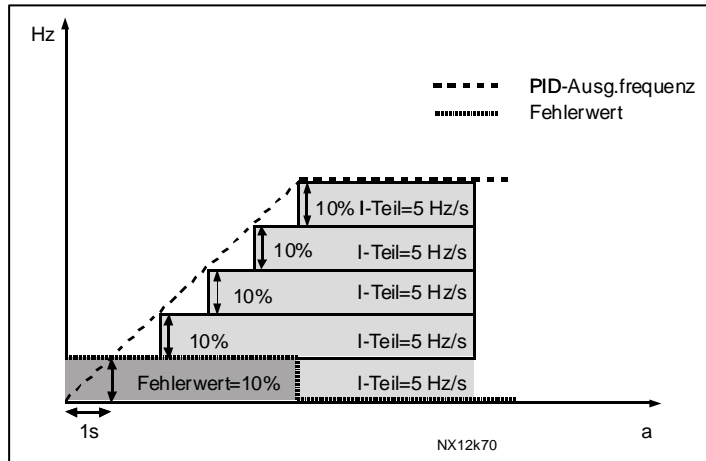 Hz
PID-Ausg.frequenz
Fehlerwert
10% I-Teil=5 Hz/s
10% I-Teil=5 Hz/s
10% I-Teil=5 Hz/s
10% I-Teil=5 Hz/s
Fehlerwert=10% I-Teil=5 Hz/s
1s
NX12k70
a